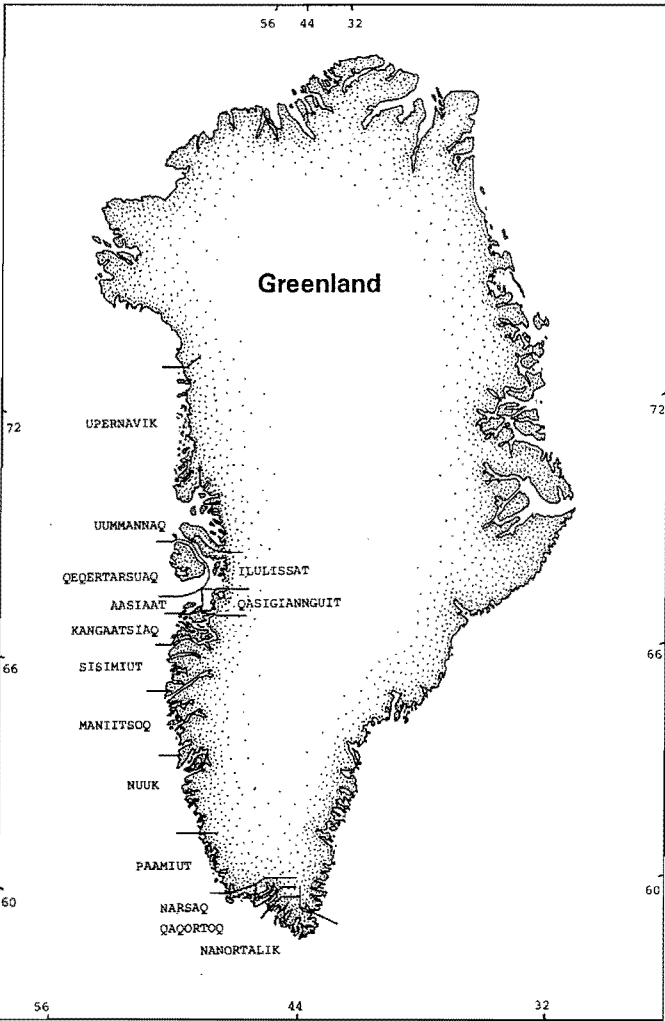 56 44 32
Greenland
72
72
UPERNAVIK
UUMMANNAQ
ILULISSAT
QEQERTARSUAQ
AASIAAT
QASIGIANNGUIT
KANGAATSIAQ
66
66
SISIMIUT
MANIITSOQ
NUUK
PAAMIUT
60
60
NARSAQ
QAQORTOQ
NANORTALIK
56 44 32